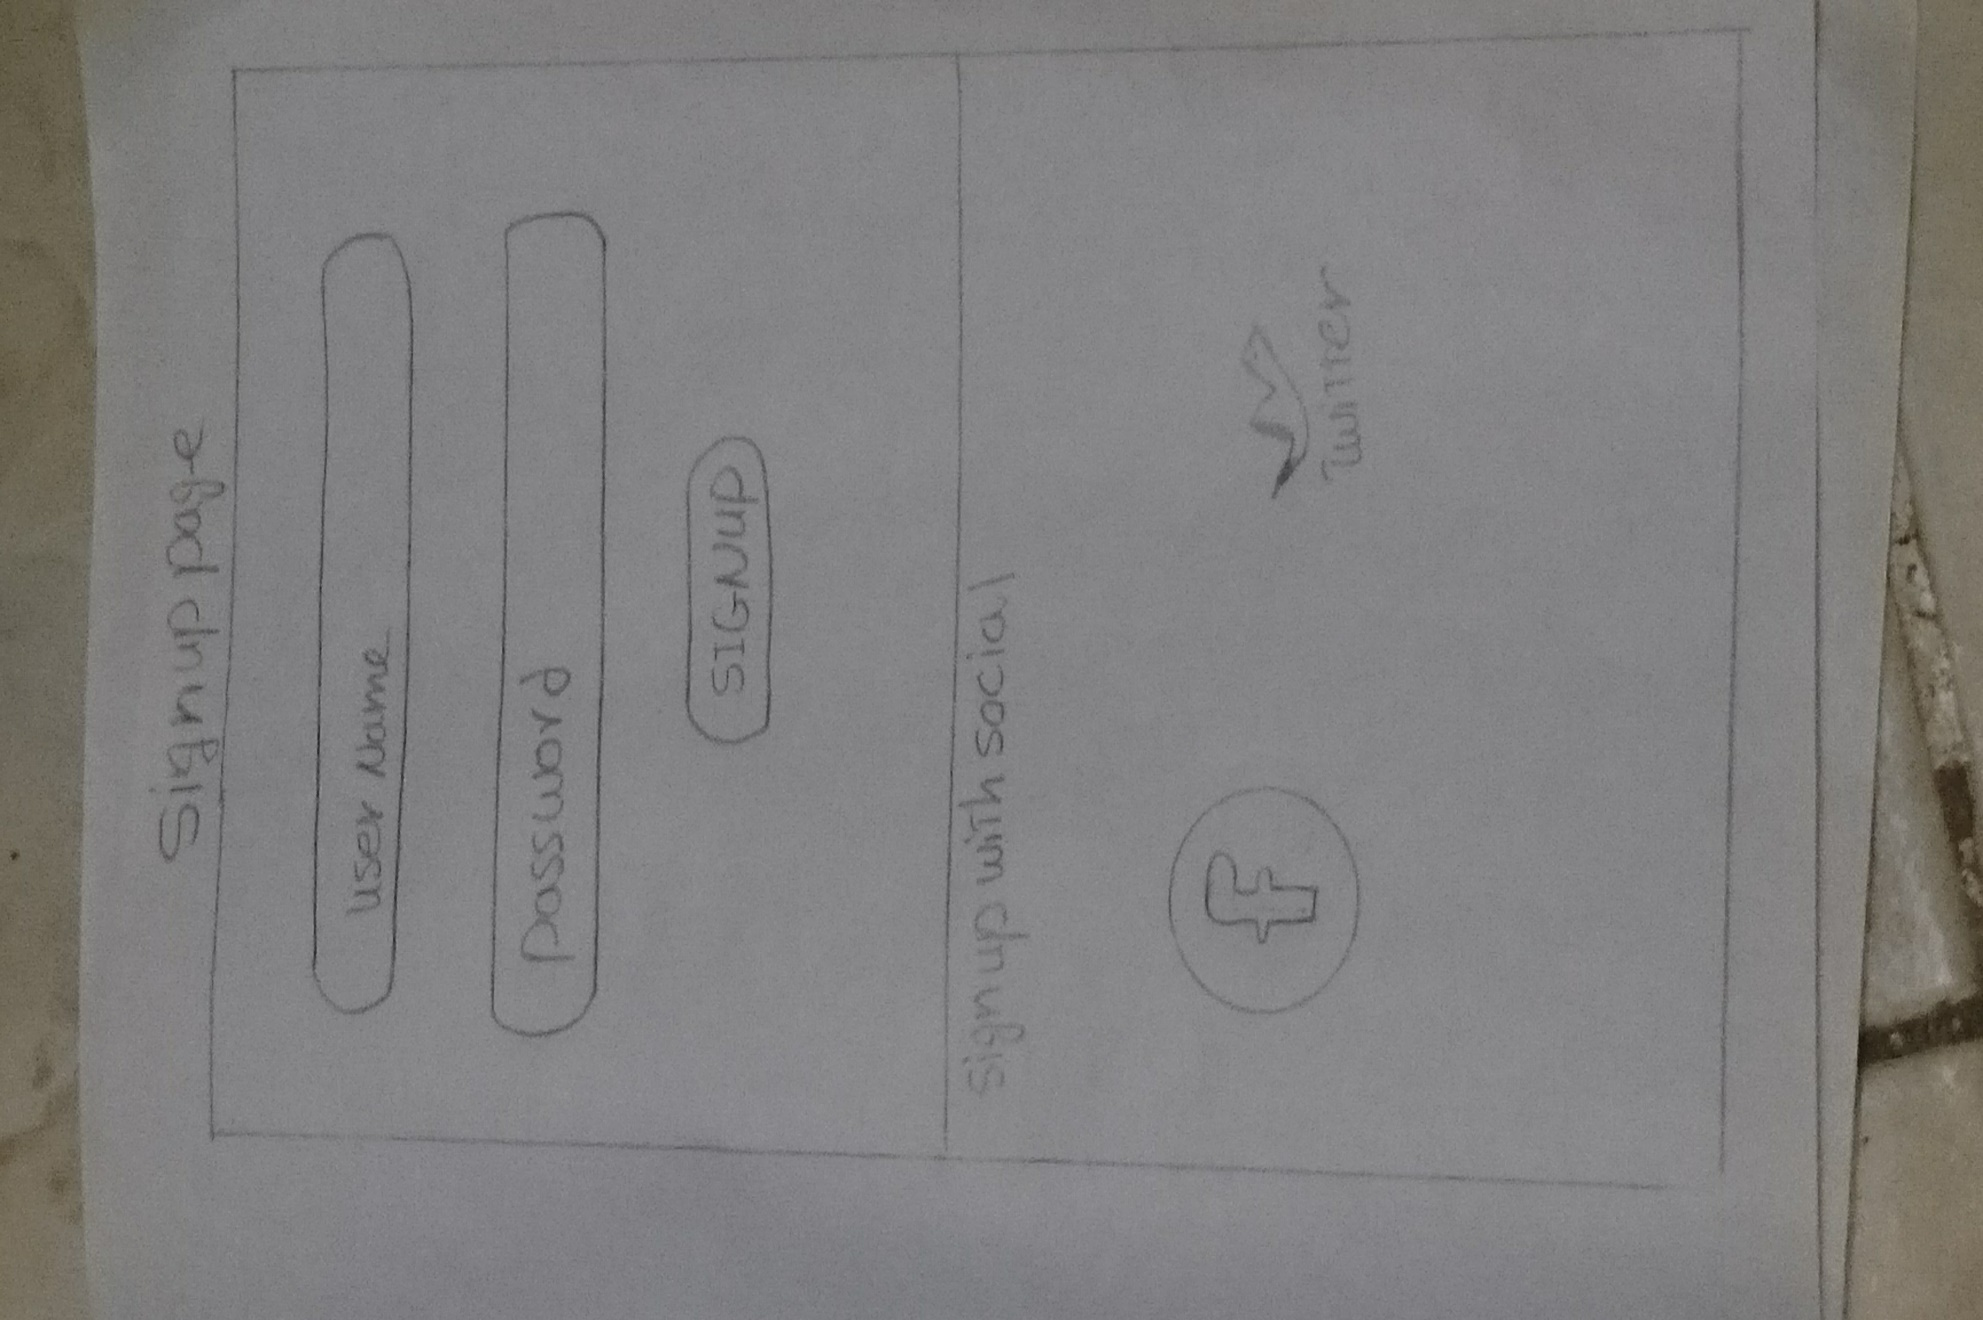 Signup page
user Name
password
SIGNUP
Signup with social
f
Twitter